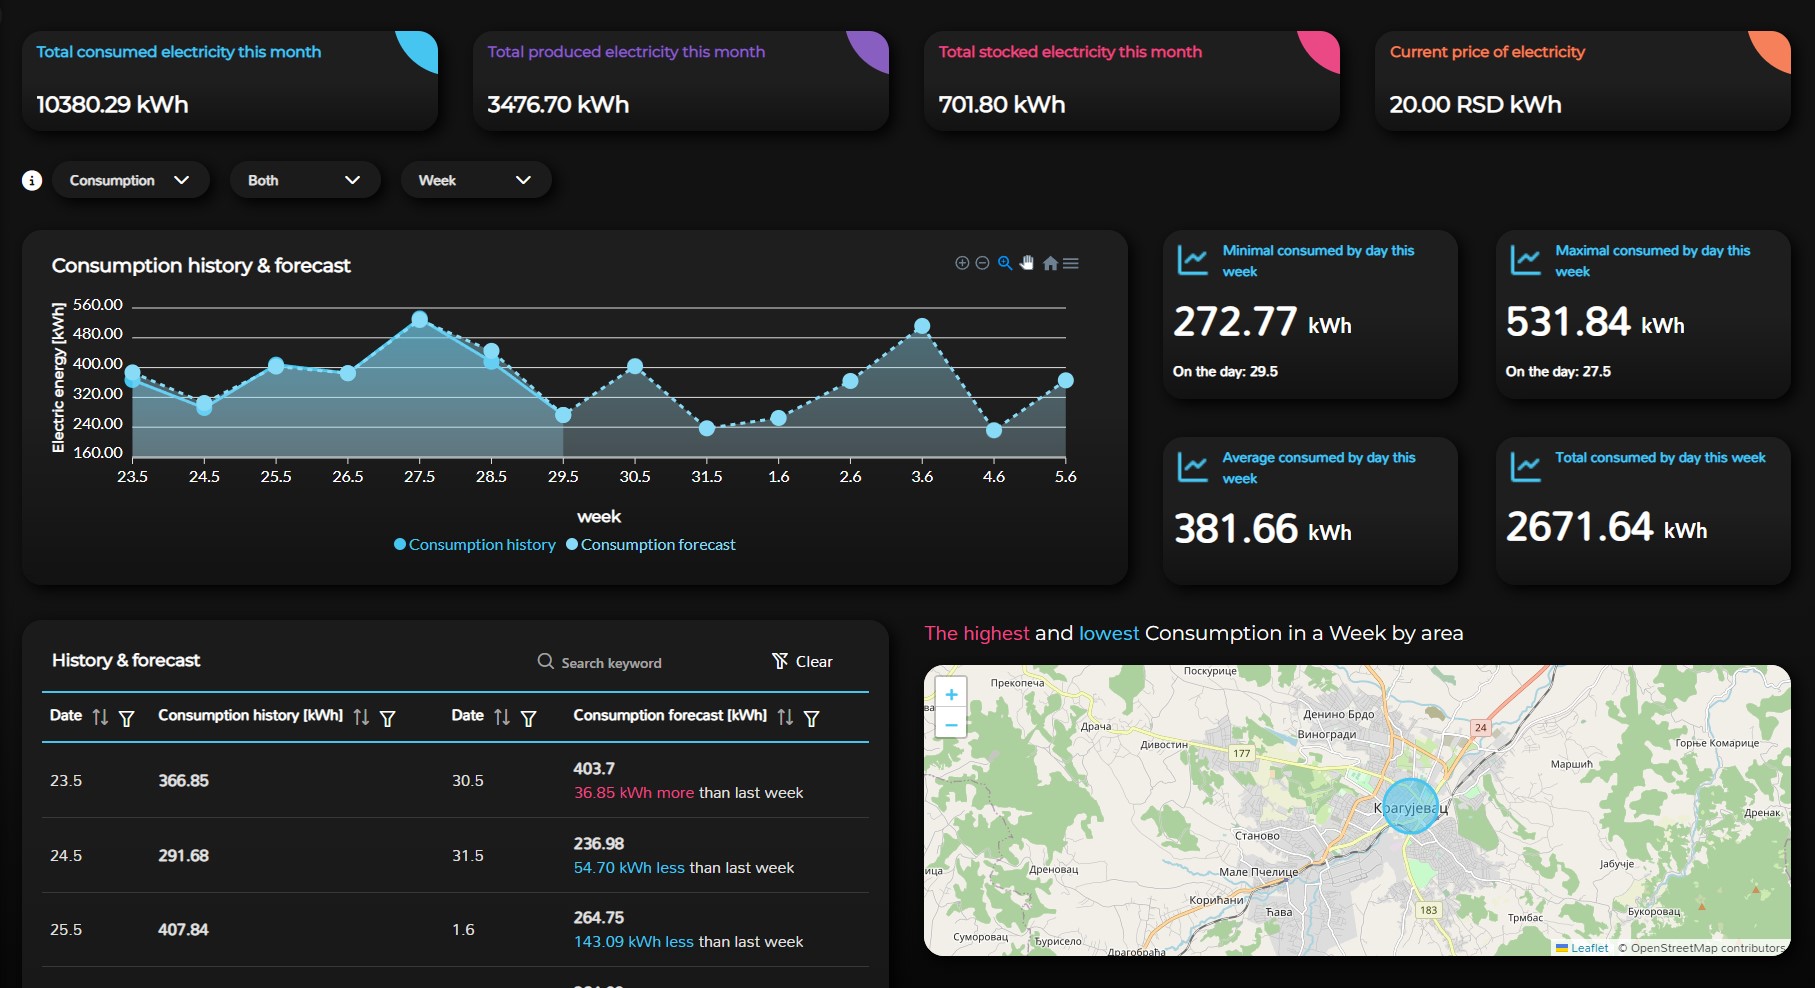 Total consumed electricity this month
10380.29 kWh
Total produced electricity this month
3476.70 kWh
Total stocked electricity this month
701.80 kWh
Current price of electricity
20.00 RSD kWh
Consumption
Both
Week
Consumption history & forecast
Electric energy [kWh]
560.00
480.00
400.00
320.00
240.00
160.00
23.5 24.5 25.5 26.5 27.5 28.5 29.5 30.5 31.5 1.6 2.6 3.6 4.6 5.6
week
Consumption history Consumption forecast
Minimal consumed by day this
week
272.77 kWh
On the day: 29.5
Maximal consumed by day this
week
531.84 kWh
On the day: 27.5
Average consumed by day this
week
381.66 kWh
Total consumed by day this week
2671.64 kWh
History & forecast
Search keyword
Clear
Date Consumption history [kWh] Date Consumption forecast [kWh]
23.5 366.85 30.5 403.7
36.85 kWh more than last week
24.5 291.68 31.5 236.98
54.70 kWh less than last week
25.5 407.84 1.6 264.75
143.09 kWh less than last week
The highest and lowest Consumption in a Week by area
+
−
Поскурице
Прекопеча
Драча
Дивостин
177
Денино Брдо
Виногради
24
Горње Комарице
Маршић
Крагујевац
Дренак
Станово
Јабучје
Дреновац
Мале Пчелице
Корићани
Ћава
183
Трмбас
Букоровац
Суморовац
Ђурисело
Драгобраћа
Leaflet © OpenStreetMap contributors